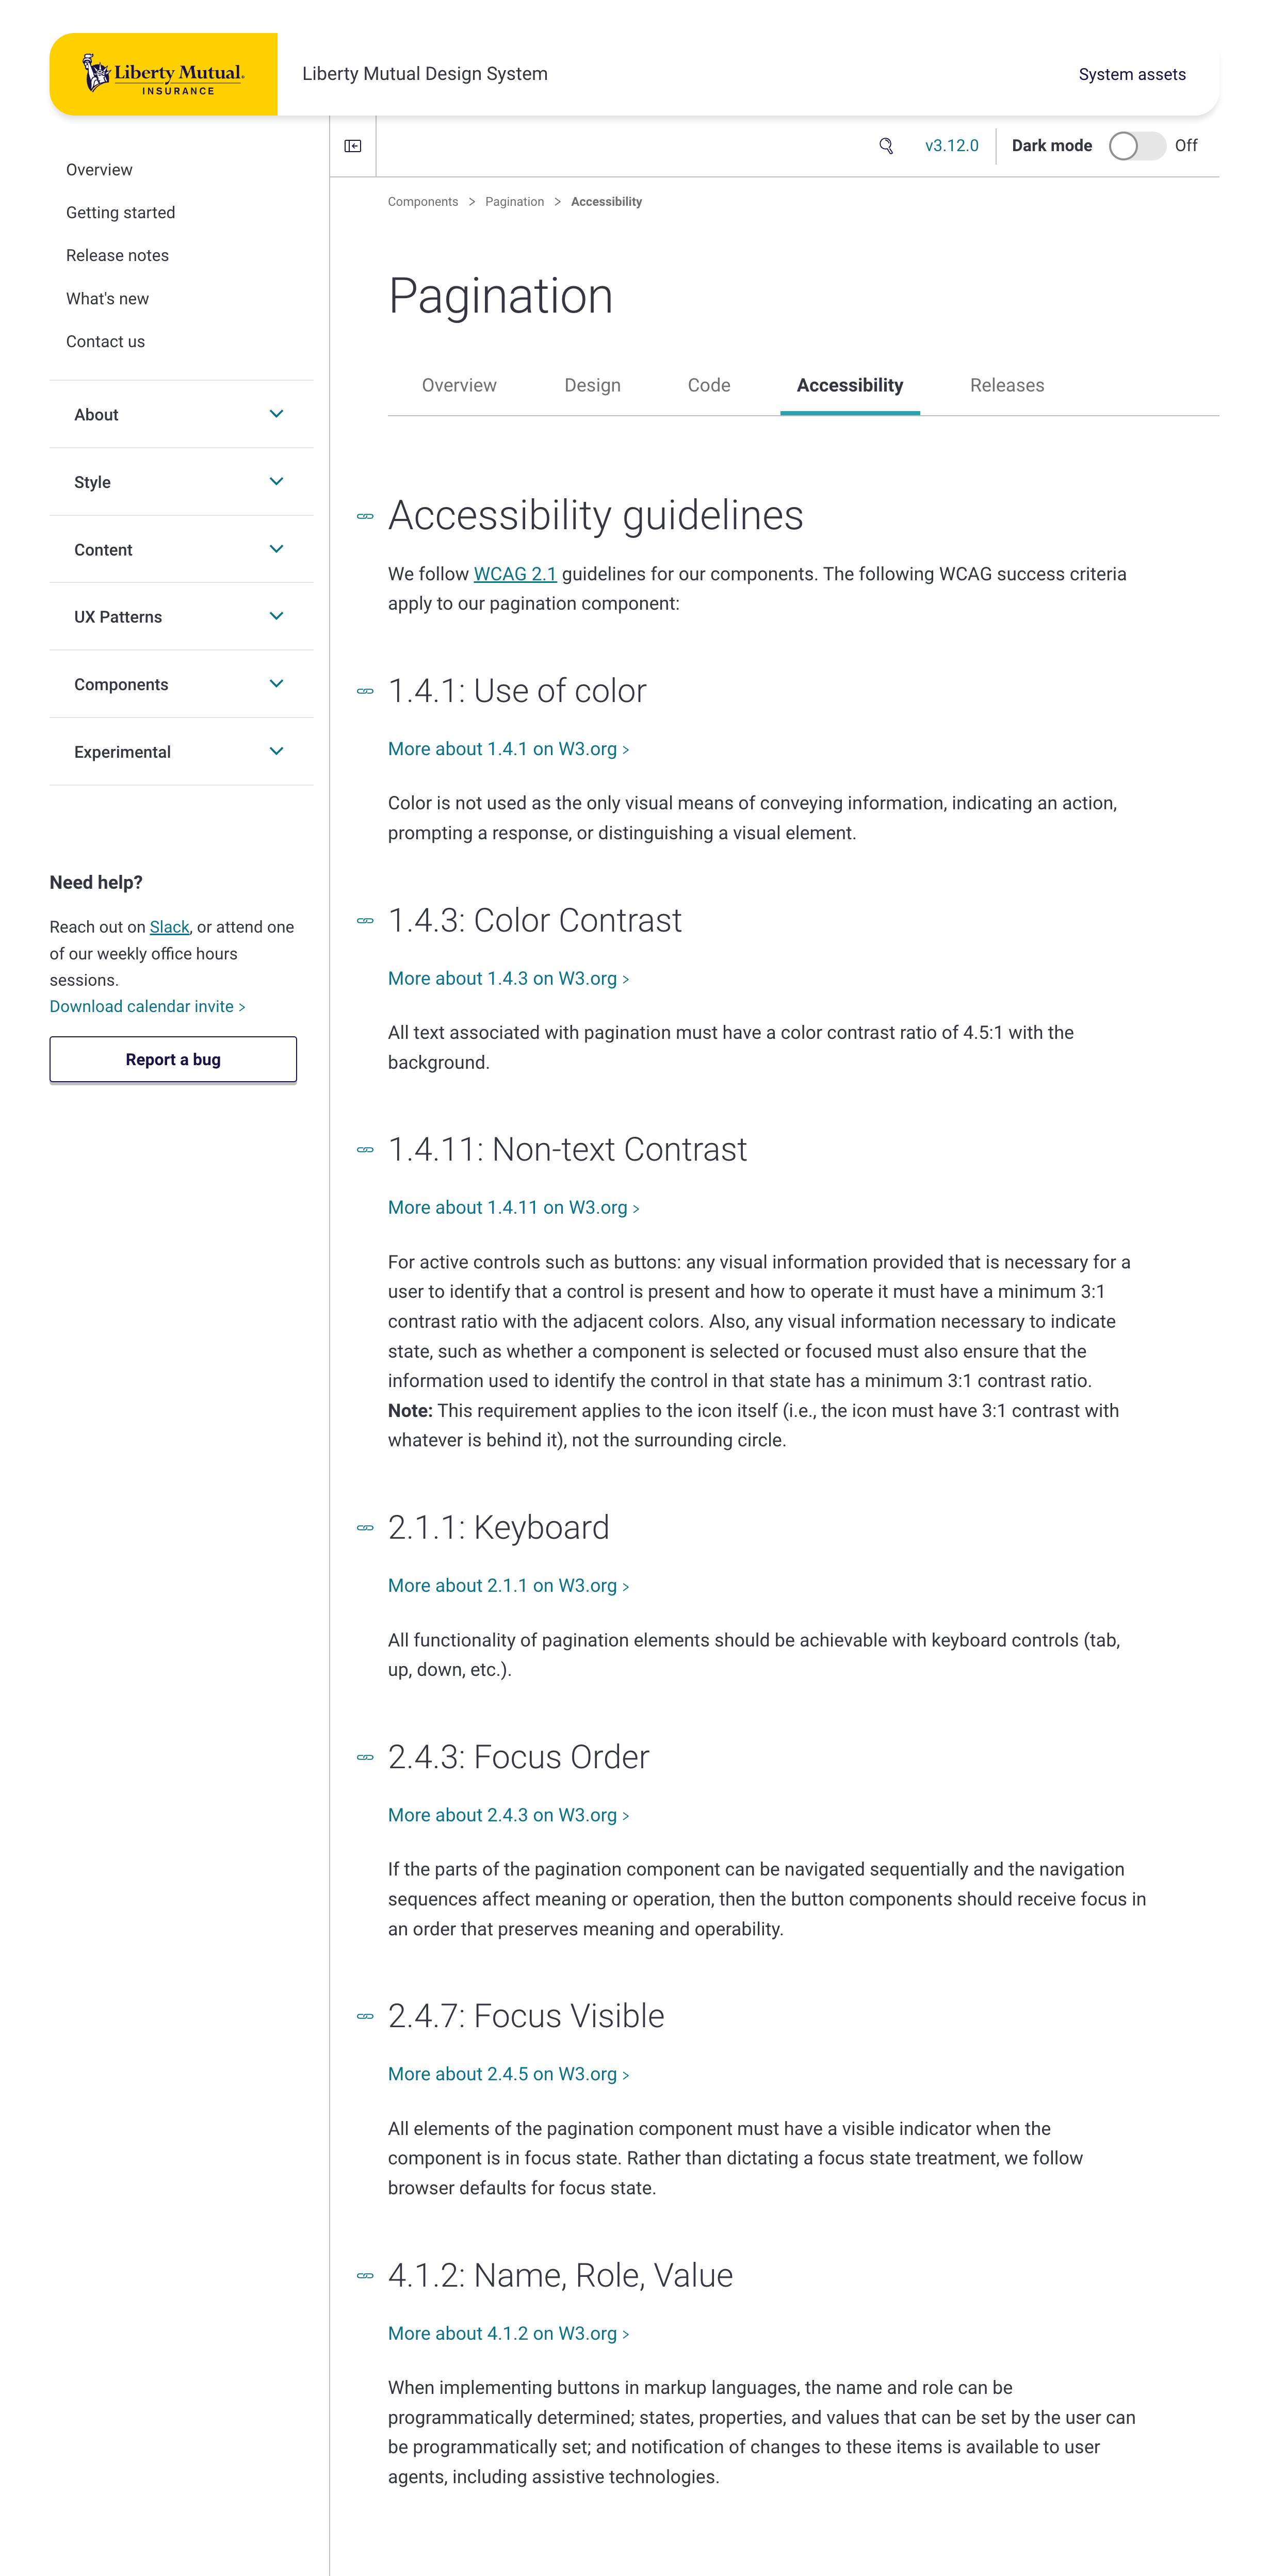 Liberty Mutual®
INSURANCE
Liberty Mutual Design System
System assets
v3.12.0
Dark mode
Off
Overview
Getting started
Release notes
What's new
Contact us
About
Style
Content
UX Patterns
Components
Experimental
Need help?
Reach out on Slack, or attend one
of our weekly office hours
sessions.
Download calendar invite >
Report a bug
Components > Pagination > Accessibility
Pagination
Overview Design Code Accessibility Releases
Accessibility guidelines
We follow WCAG 2.1 guidelines for our components. The following WCAG success criteria
apply to our pagination component:
1.4.1: Use of color
More about 1.4.1 on W3.org >
Color is not used as the only visual means of conveying information, indicating an action,
prompting a response, or distinguishing a visual element.
1.4.3: Color Contrast
More about 1.4.3 on W3.org >
All text associated with pagination must have a color contrast ratio of 4.5:1 with the
background.
1.4.11: Non-text Contrast
More about 1.4.11 on W3.org >
For active controls such as buttons: any visual information provided that is necessary for a
user to identify that a control is present and how to operate it must have a minimum 3:1
contrast ratio with the adjacent colors. Also, any visual information necessary to indicate
state, such as whether a component is selected or focused must also ensure that the
information used to identify the control in that state has a minimum 3:1 contrast ratio.
Note: This requirement applies to the icon itself (i.e., the icon must have 3:1 contrast with
whatever is behind it), not the surrounding circle.
2.1.1: Keyboard
More about 2.1.1 on W3.org >
All functionality of pagination elements should be achievable with keyboard controls (tab,
up, down, etc.).
2.4.3: Focus Order
More about 2.4.3 on W3.org >
If the parts of the pagination component can be navigated sequentially and the navigation
sequences affect meaning or operation, then the button components should receive focus in
an order that preserves meaning and operability.
2.4.7: Focus Visible
More about 2.4.5 on W3.org >
All elements of the pagination component must have a visible indicator when the
component is in focus state. Rather than dictating a focus state treatment, we follow
browser defaults for focus state.
4.1.2: Name, Role, Value
More about 4.1.2 on W3.org >
When implementing buttons in markup languages, the name and role can be
programmatically determined; states, properties, and values that can be set by the user can
be programmatically set; and notification of changes to these items is available to user
agents, including assistive technologies.